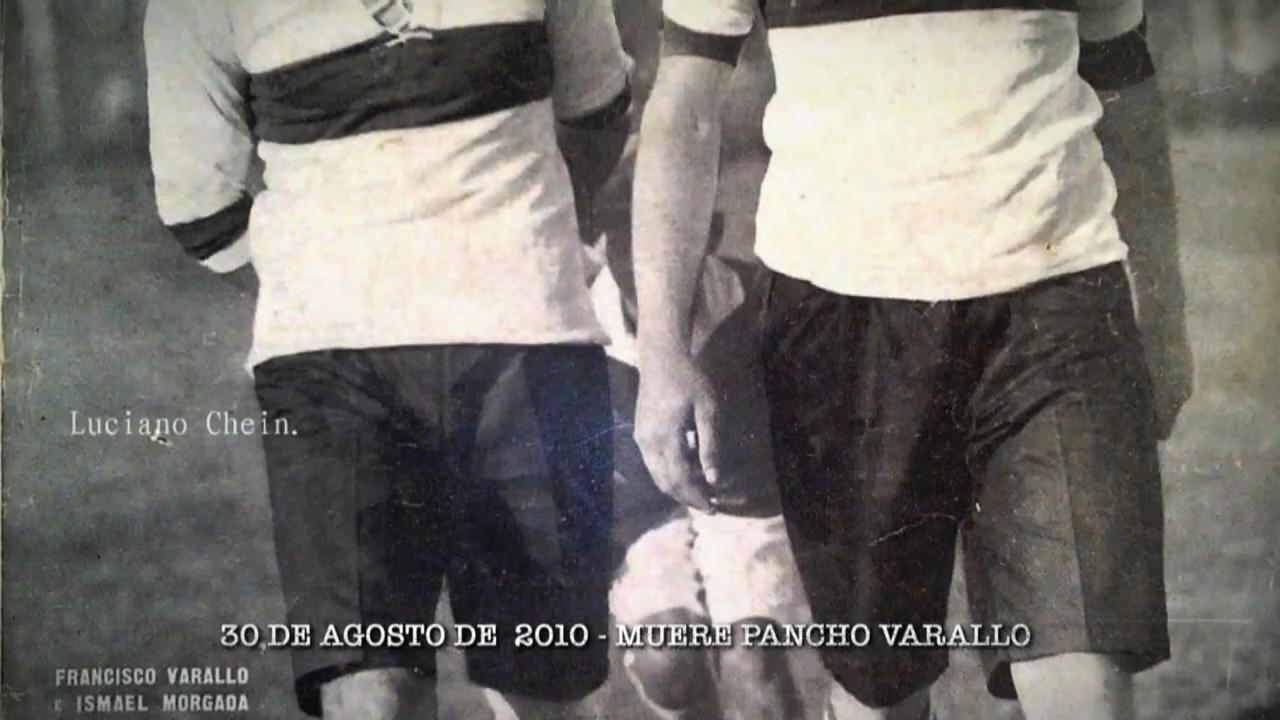 Luciano Chein.
30 DE AGOSTO DE 2010 - MUERE PANCHO VARALLO
FRANCISCO VARALLO
E ISMAEL MORGADA